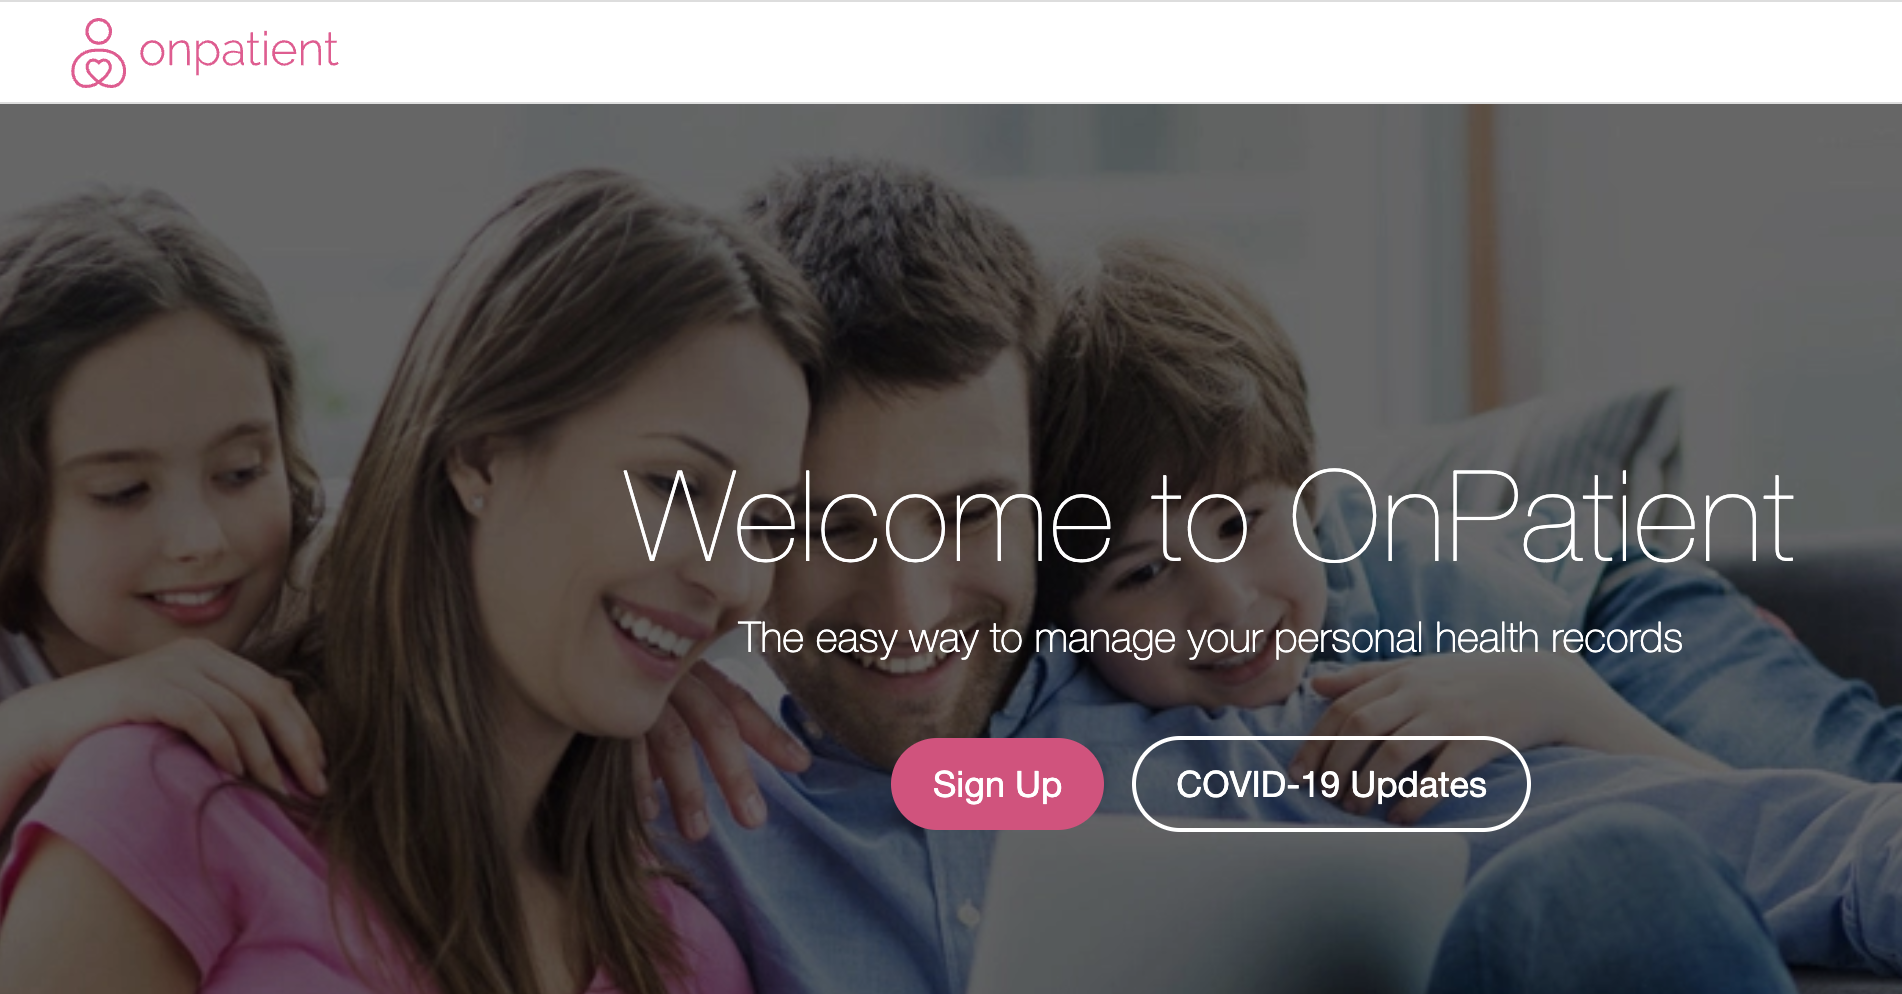 onpatient
Welcome to OnPatient
The easy way to manage your personal health records
Sign Up
COVID-19 Updates